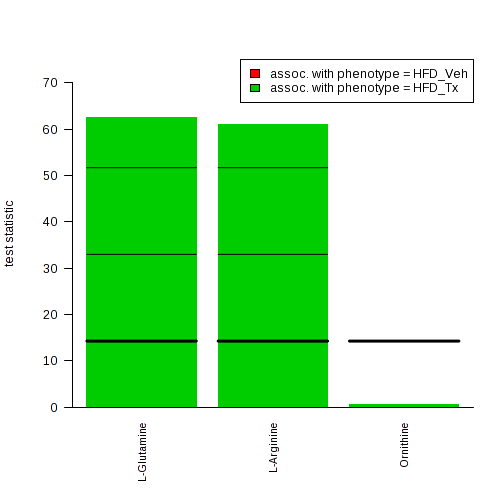 assoc. with phenotype = HFD_Veh
assoc. with phenotype = HFD_Tx
70
60
50
40
30
20
10
0
test statistic
L-Glutamine
L-Arginine
Ornithine